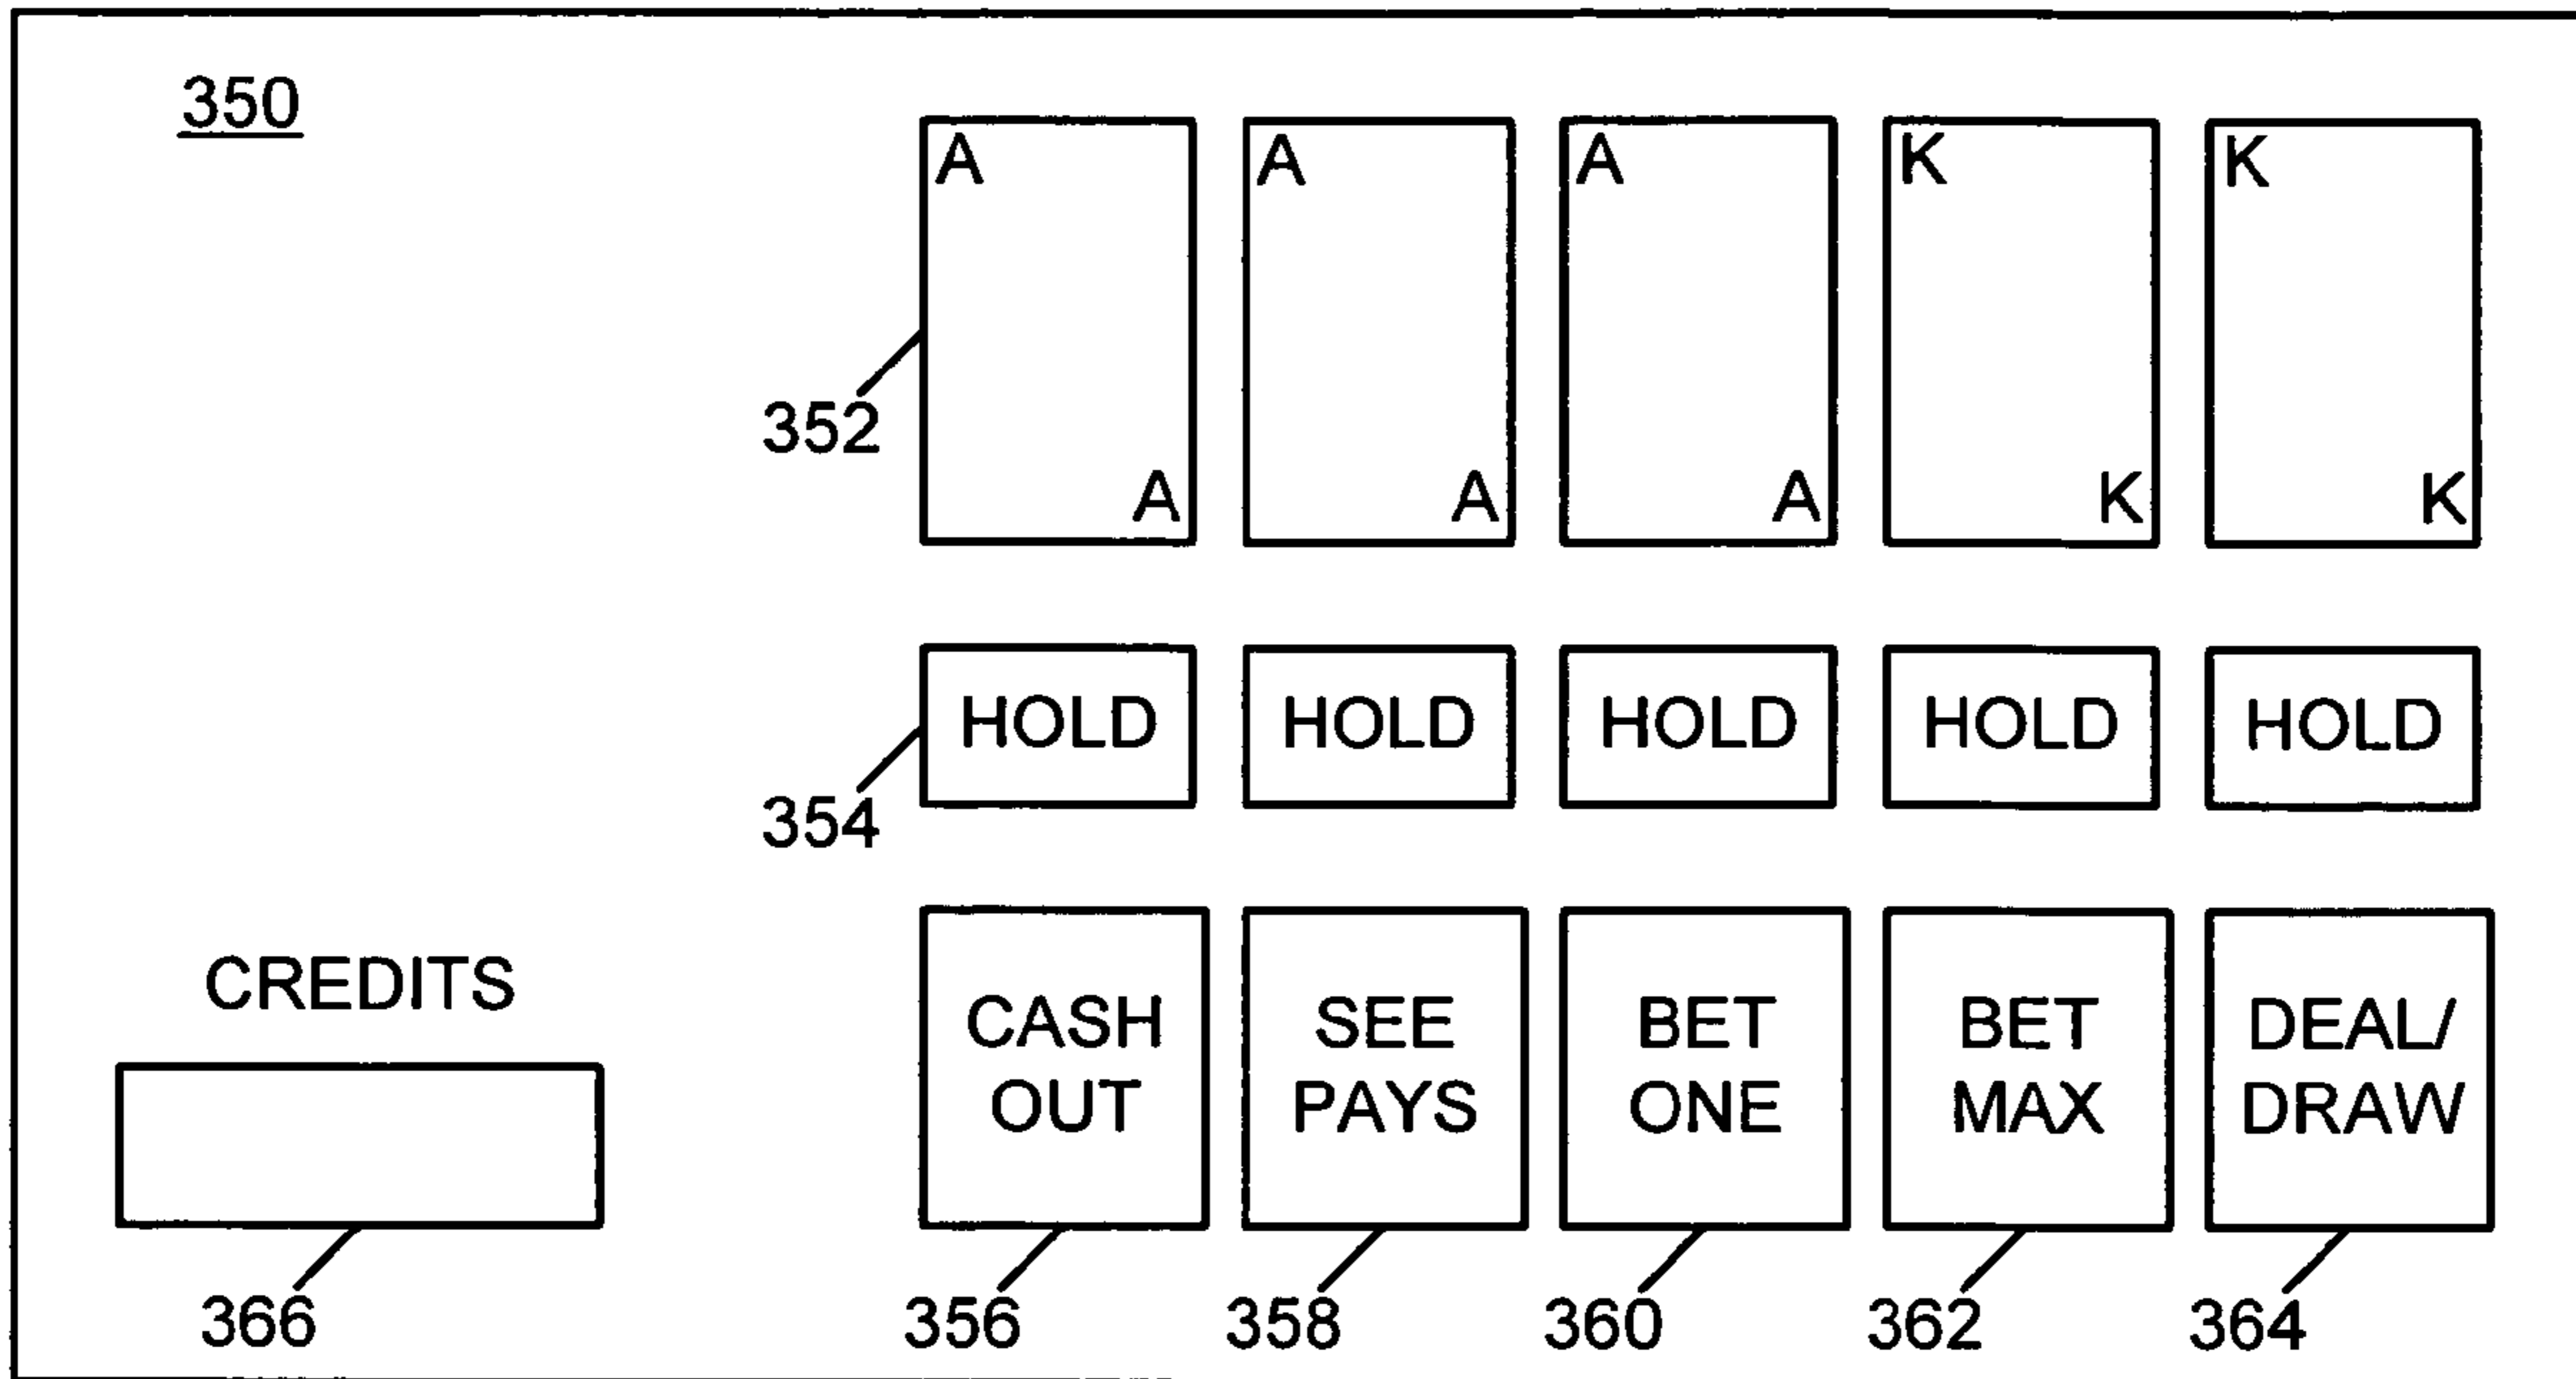 350
A A A K K
352
A A A K K
HOLD HOLD HOLD HOLD HOLD
354
CREDITS
CASH OUT
SEE PAYS
BET ONE
BET MAX
DEAL/ DRAW
366 356 358 360 362 364